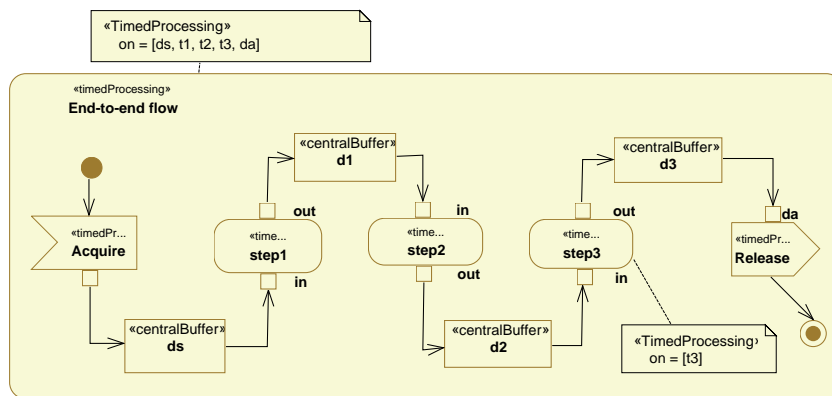 «TimedProcessing»
on = [ds, t1, t2, t3, da]
«timedProcessing»
End-to-end flow
«centralBuffer»
d1
«centralBuffer»
d3
out
in
out
da
«timedPr...
Acquire
«time...
step1
«time...
step2
«time...
step3
«timedPr...
Release
in
out
in
«centralBuffer»
ds
«centralBuffer»
d2
«TimedProcessing›
on = [t3]